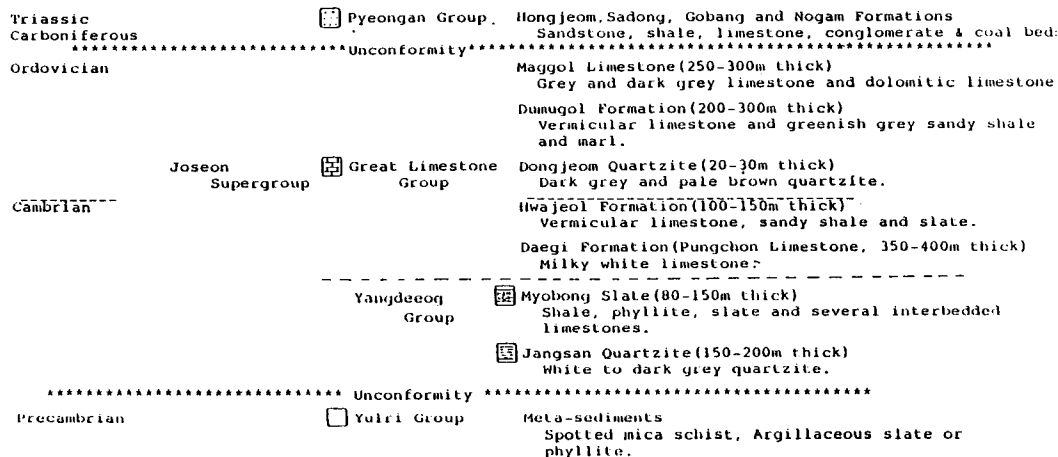 Triassic Pyeongan Group. Hongjeom, Sadong, Gobang and Nogam Formations
Carboniferous Sandstone, shale, limestone, conglomerate & coal beds
****************************Unconformity****************************************************
Ordovician Maggol Limestone(250-300m thick)
Grey and dark grey limestone and dolomitic limestone
Dumugol Formation(200-300m thick)
Vermicular limestone and greenish grey sandy shale
and marl.
Joseon Great Limestone Dongjeom Quartzite(20-30m thick)
Supergroup Group Dark grey and pale brown quartzite.
Cambrian Hwajeol Formation(100-150m thick)
Vermicular limestone, sandy shale and slate.
Daegi Formation(Pungchon Limestone, 350-400m thick)
Milky white limestone.
Yangdeeog Myobong Slate(80-150m thick)
Group Shale, phyllite, slate and several interbedded
limestones.
Jangsan Quartzite(150-200m thick)
White to dark grey quartzite.
***************************** Unconformity ***************************************
Precambrian Yulri Group Meta-sediments
Spotted mica schist, Argillaceous slate or
phyllite.